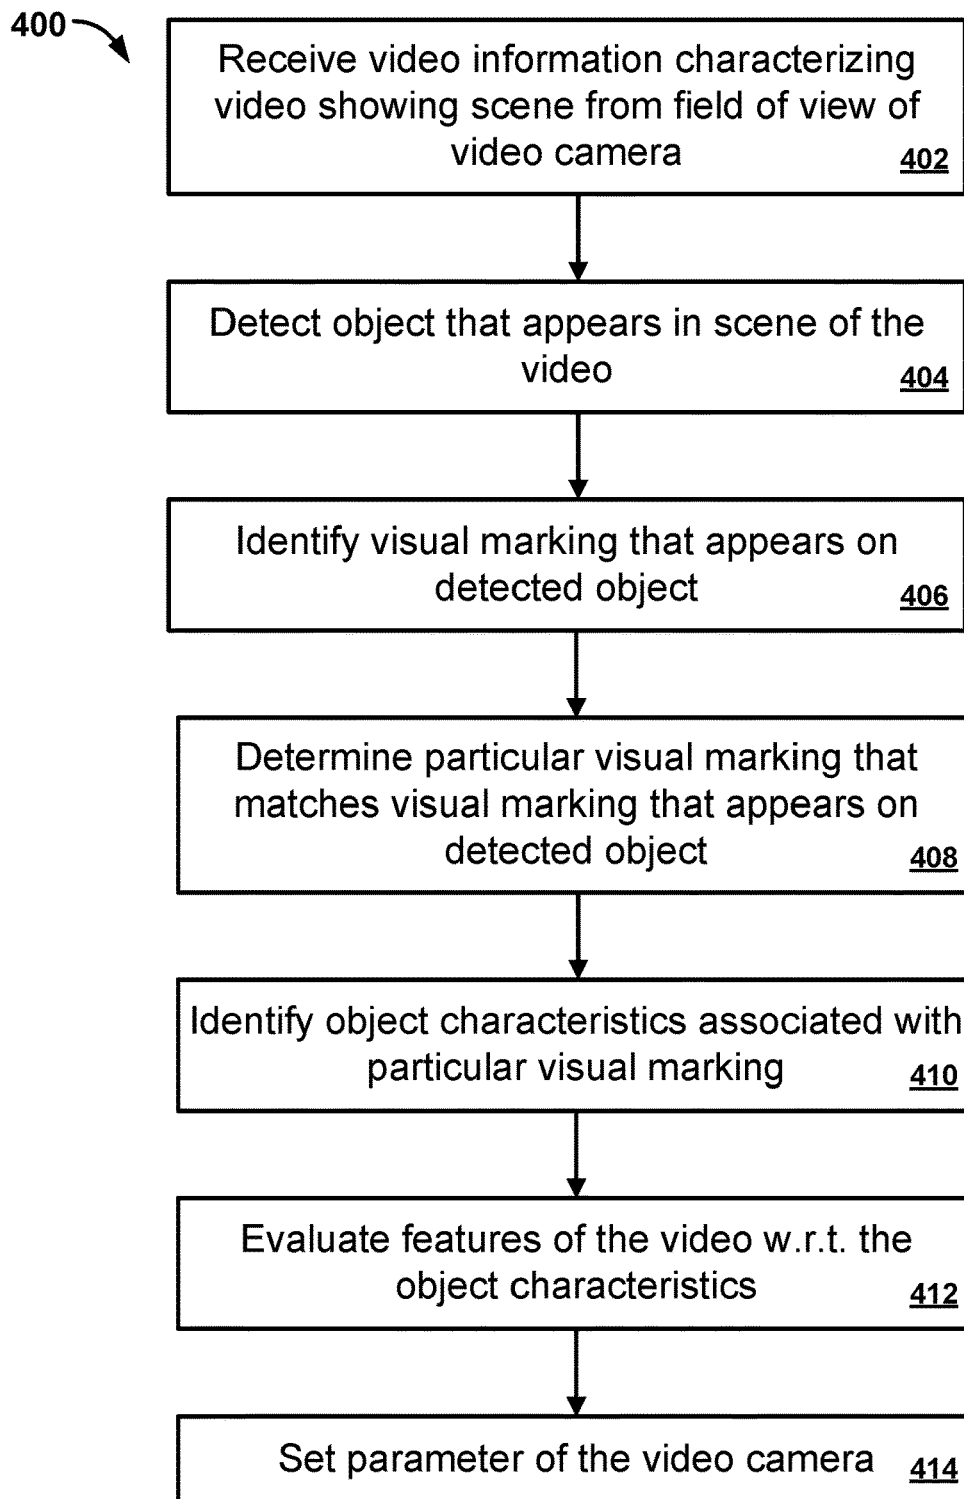 400
Receive video information characterizing
video showing scene from field of view of
video camera
402
Detect object that appears in scene of the
video
404
Identify visual marking that appears on
detected object
406
Determine particular visual marking that
matches visual marking that appears on
detected object
408
Identify object characteristics associated with
particular visual marking
410
Evaluate features of the video w.r.t. the
object characteristics
412
Set parameter of the video camera
414